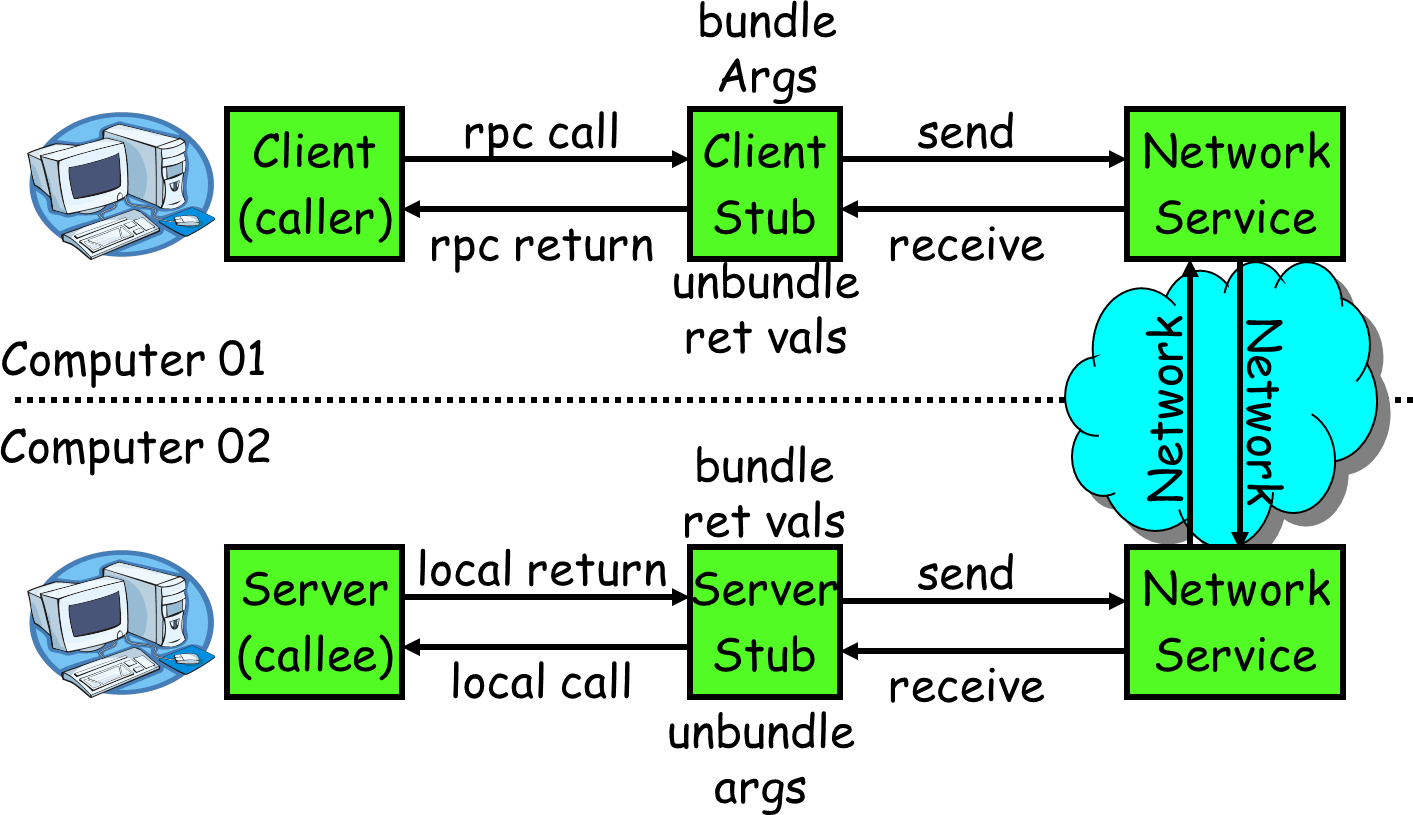 bundle
Args
Client
(caller)
rpc call
rpc return
Client
Stub
send
receive
Network
Service
unbundle
ret vals
Computer 01
Network
Network
Computer 02
bundle
ret vals
Server
(callee)
local return
local call
Server
Stub
send
receive
Network
Service
unbundle
args